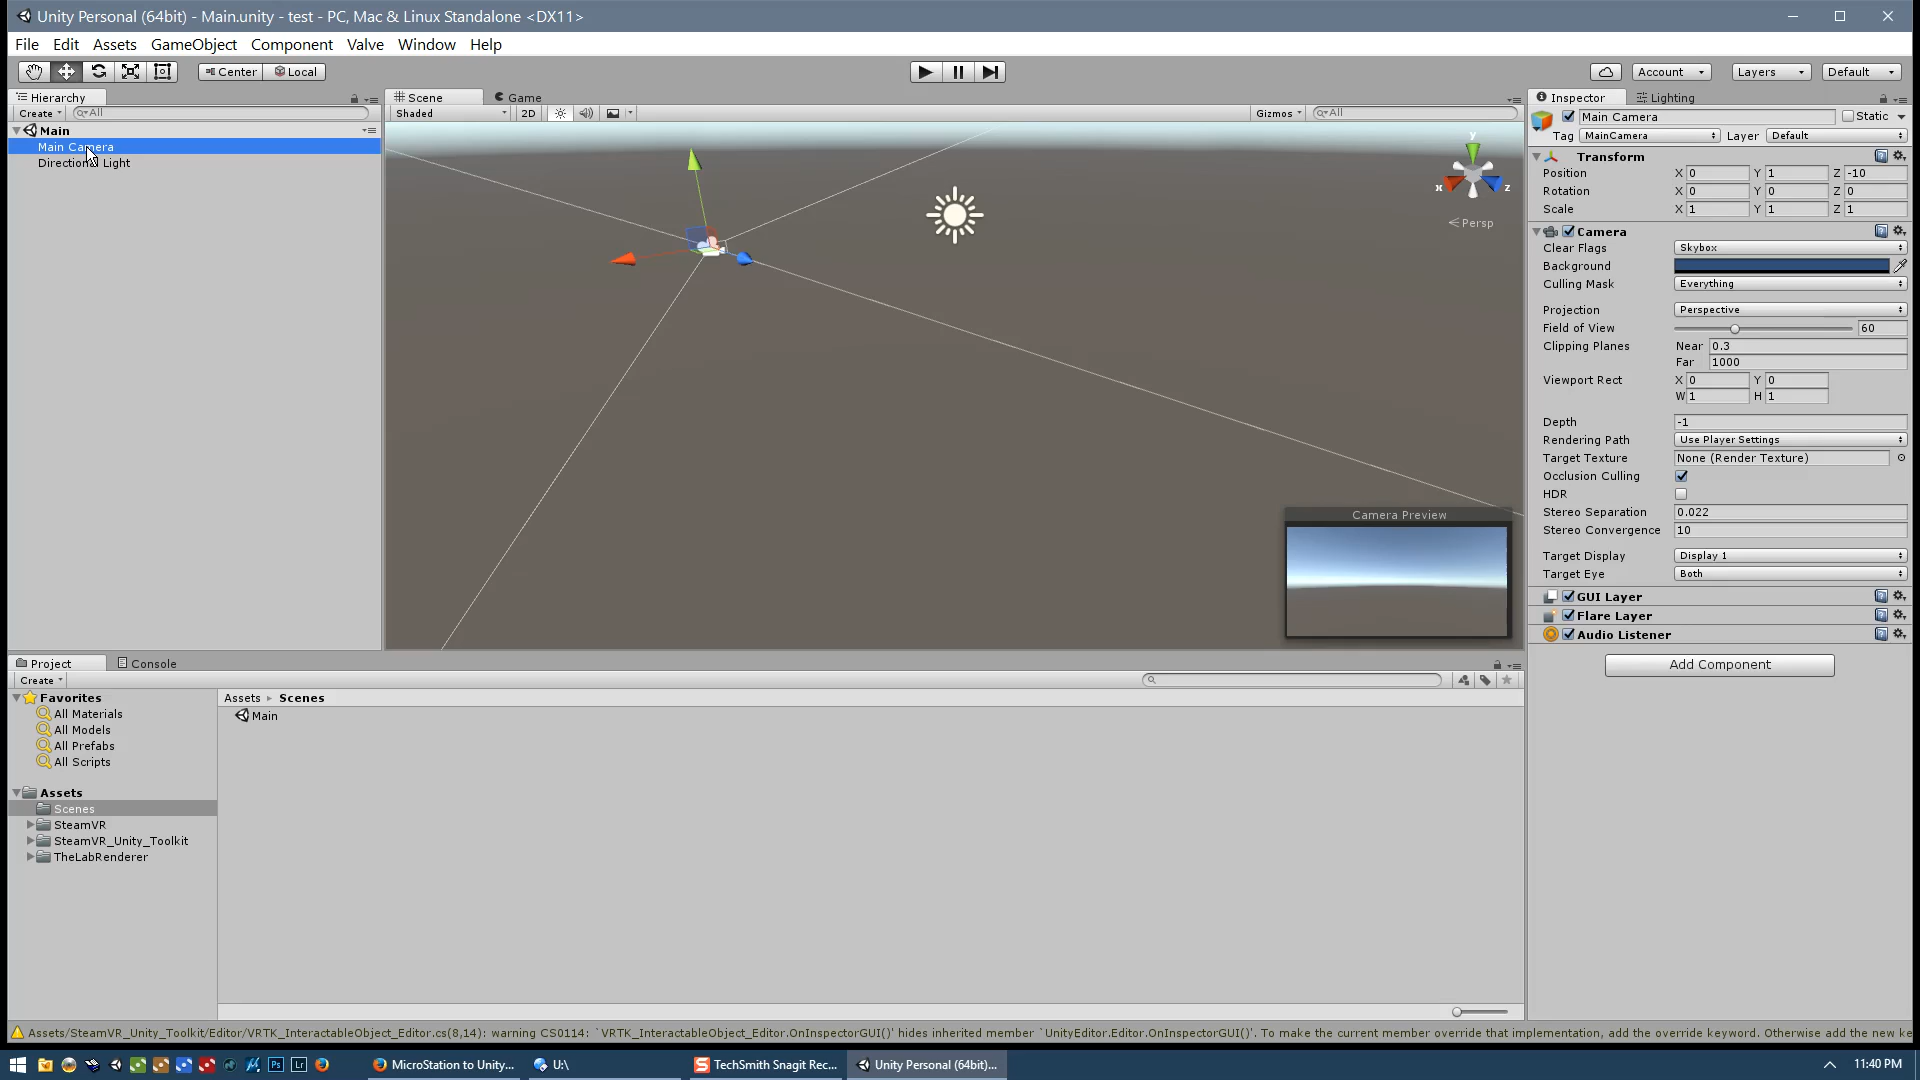 Unity Personal (64bit) - Main.unity - test - PC, Mac & Linux Standalone <DX11>
File Edit Assets GameObject Component Valve Window Help
Center Local Account Layers Default
Hierarchy
Create All
Main
Main Camera
Directional Light
Scene Game
Shaded 2D Gizmos All
y
x z
Persp
Camera Preview
Inspector Lighting
Main Camera Static
Tag MainCamera Layer Default
Transform
Position X 0 Y 1 Z -10
Rotation X 0 Y 0 Z 0
Scale X 1 Y 1 Z 1
Camera
Clear Flags Skybox
Background
Culling Mask Everything
Projection Perspective
Field of View 60
Clipping Planes Near 0.3
Far 1000
Viewport Rect X 0 Y 0
W 1 H 1
Depth -1
Rendering Path Use Player Settings
Target Texture None (Render Texture)
Occlusion Culling
HDR
Stereo Separation 0.022
Stereo Convergence 10
Target Display Display 1
Target Eye Both
GUI Layer
Flare Layer
Audio Listener
Add Component
Project Console
Create
Favorites
All Materials
All Models
All Prefabs
All Scripts
Assets
Scenes
SteamVR
SteamVR_Unity_Toolkit
TheLabRenderer
Assets Scenes
Main
Assets/SteamVR_Unity_Toolkit/Editor/VRTK_InteractableObject_Editor.cs(8,14): warning CS0114: `VRTK_InteractableObject_Editor.OnInspectorGUI()' hides inherited member `UnityEditor.Editor.OnInspectorGUI()'. To make the current member override that implementation, add the override keyword. Otherwise add the new ke
Ps Lr MicroStation to Unity... U:\ S TechSmith Snagit Rec... Unity Personal (64bit)... 11:40 PM